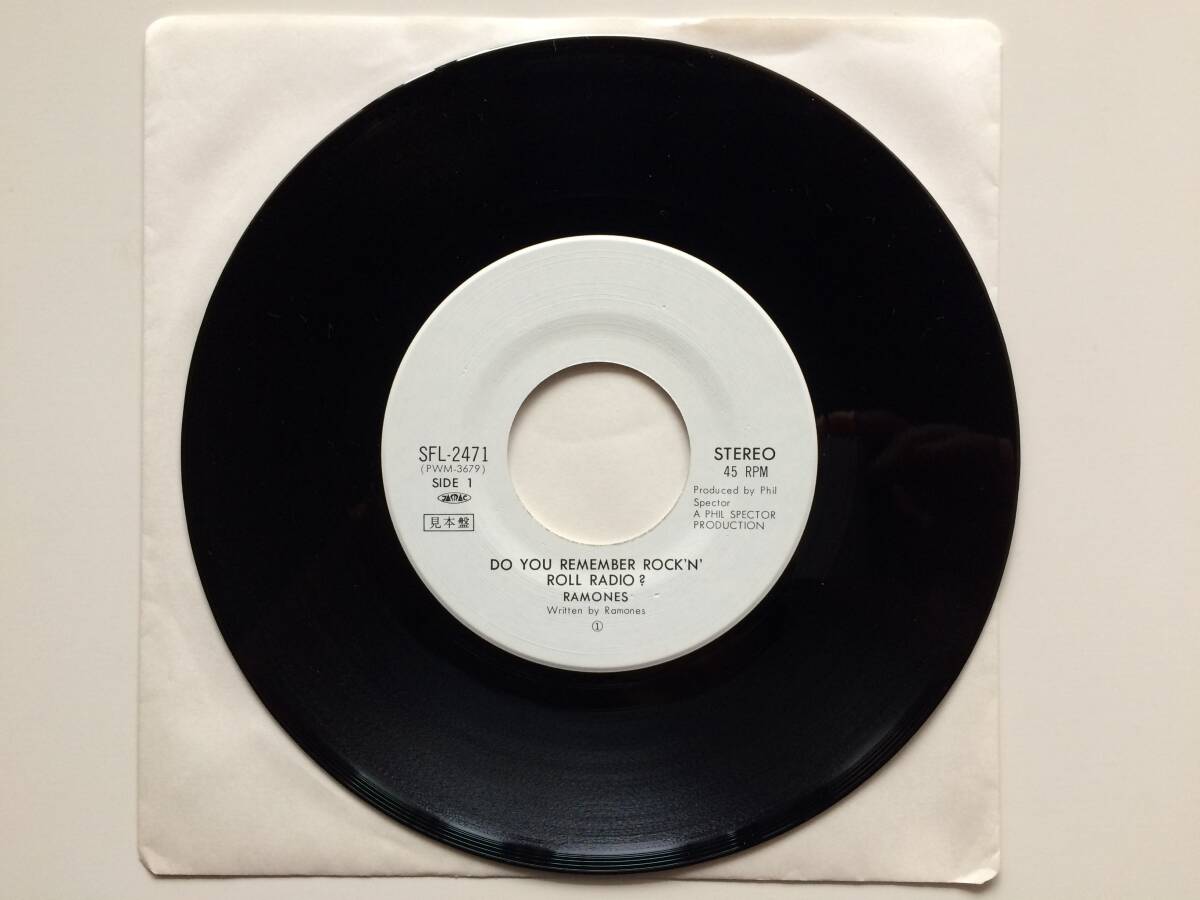 SFL-2471
(PWM-3679)
SIDE 1
JASRAC
見本盤
STEREO
45 RPM
Produced by Phil
Spector
A PHIL SPECTOR
PRODUCTION
DO YOU REMEMBER ROCK'N'
ROLL RADIO?
RAMONES
Written by Ramones
①